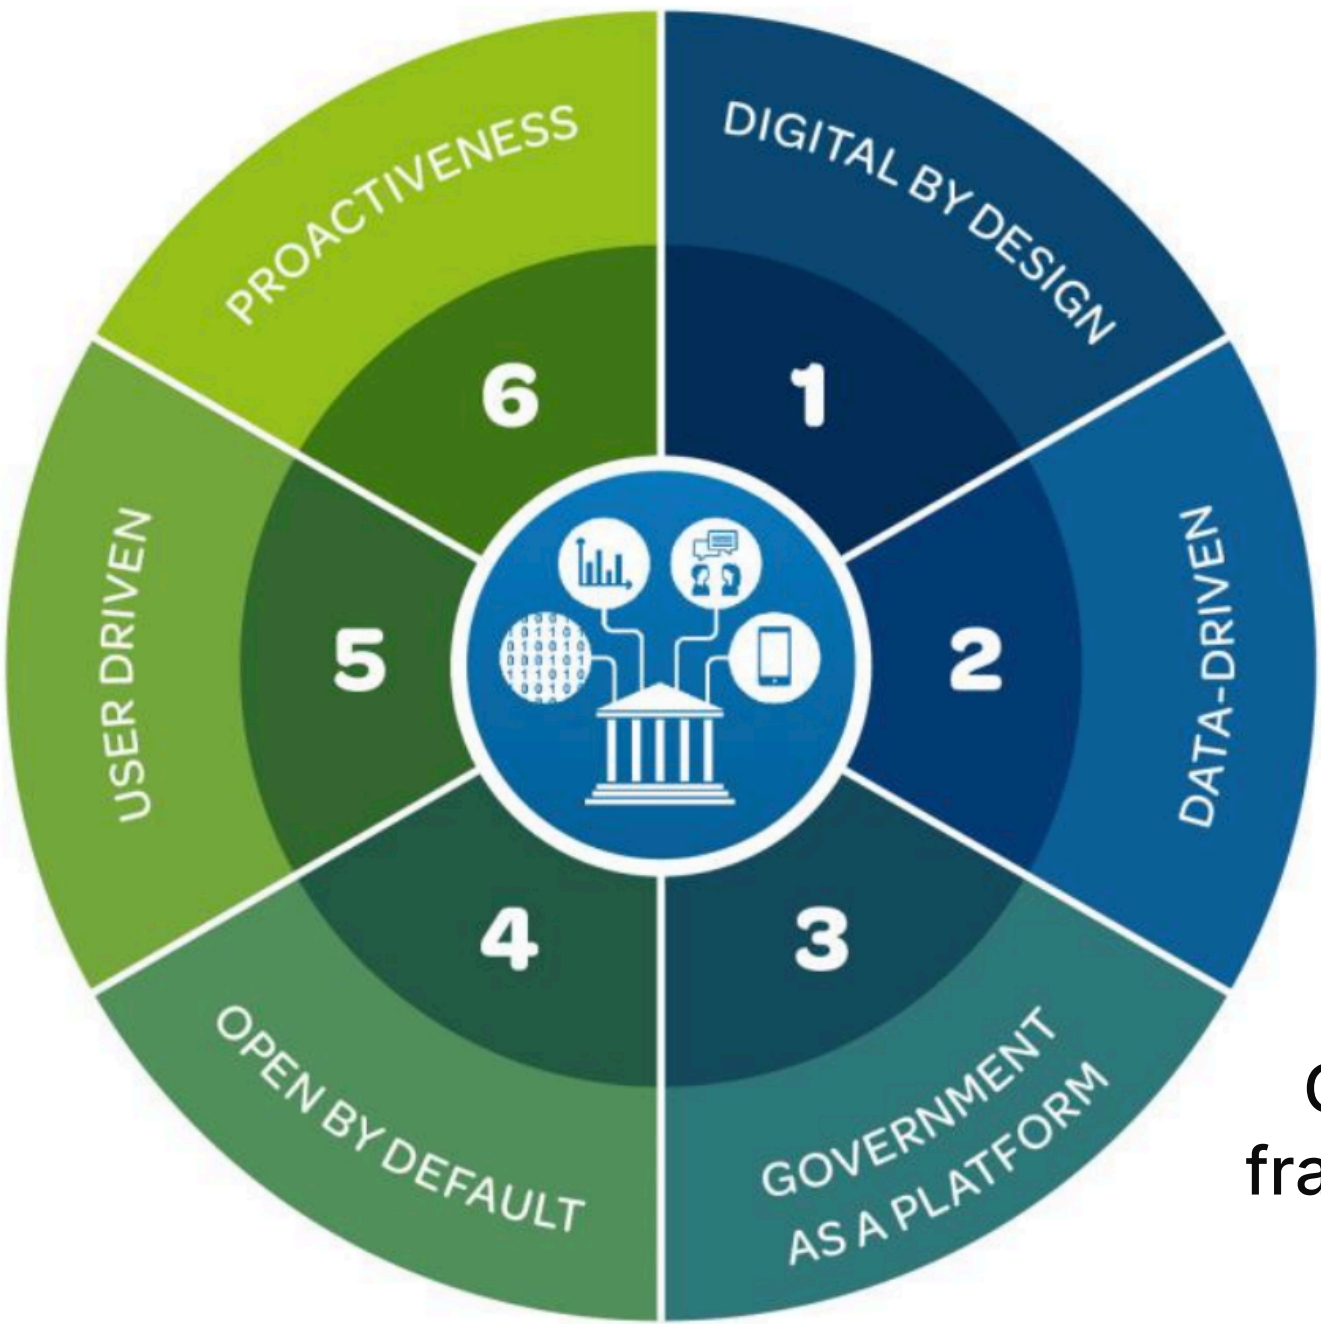 DIGITAL BY DESIGN
1
DATA-DRIVEN
2
GOVERNMENT
AS A PLATFORM
3
OPEN BY DEFAULT
4
USER DRIVEN
5
PROACTIVENESS
6